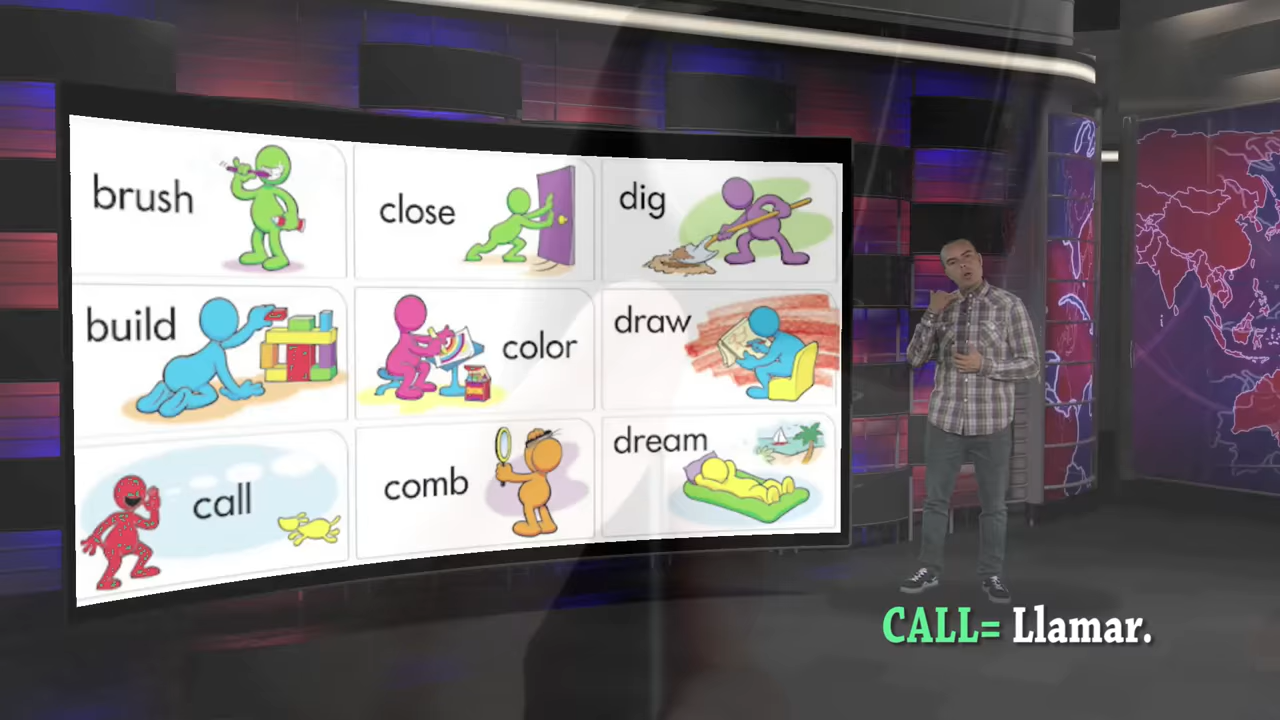 brush
close
dig
build
color
draw
call
comb
dream
CALL= Llamar.